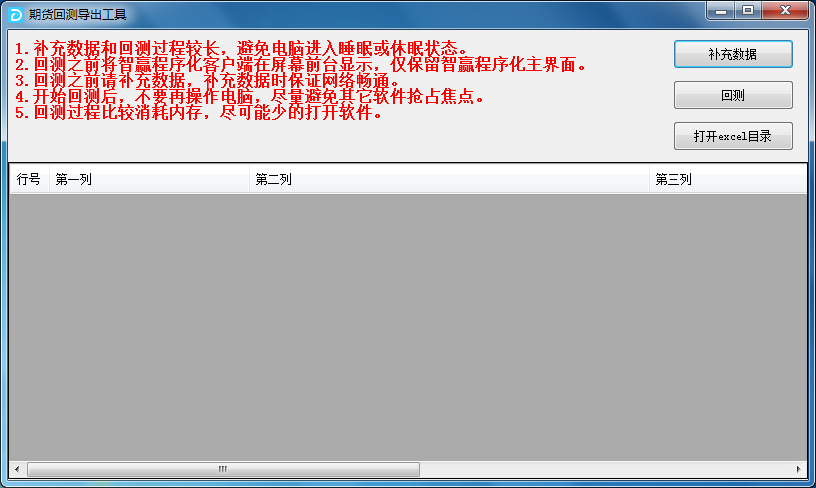 期货回测导出工具
1.补充数据和回测过程较长，避免电脑进入睡眠或休眠状态。
2.回测之前将智赢程序化客户端在屏幕前台显示，仅保留智赢程序化主界面。
3.回测之前请补充数据，补充数据时保证网络畅通。
4.开始回测后，不要再操作电脑，尽量避免其它软件抢占焦点。
5.回测过程比较消耗内存，尽可能少的打开软件。
补充数据
回测
打开excel目录
行号 第一列 第二列 第三列